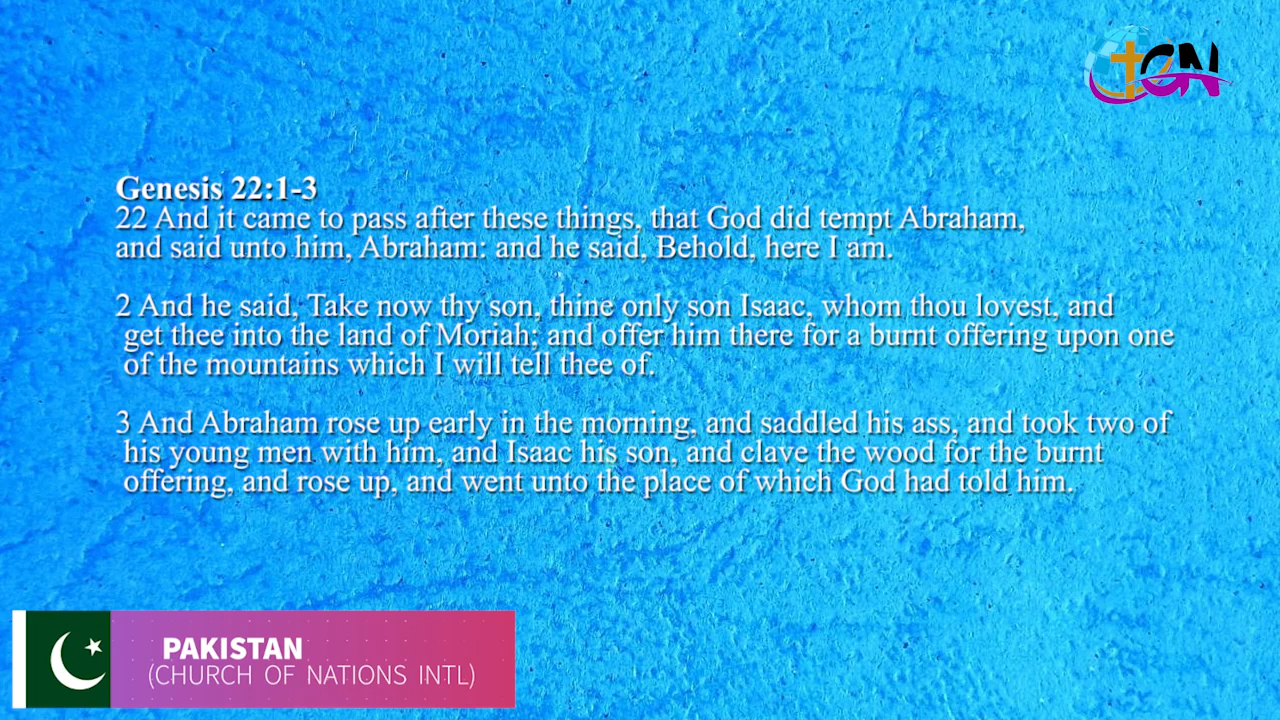 GN
Genesis 22:1-3
22 And it came to pass after these things, that God did tempt Abraham,
and said unto him, Abraham: and he said, Behold, here I am.
2 And he said, Take now thy son, thine only son Isaac, whom thou lovest, and
get thee into the land of Moriah; and offer him there for a burnt offering upon one
of the mountains which I will tell thee of.
3 And Abraham rose up early in the morning, and saddled his ass, and took two of
his young men with him, and Isaac his son, and clave the wood for the burnt
offering, and rose up, and went unto the place of which God had told him.
PAKISTAN
(CHURCH OF NATIONS INTL)